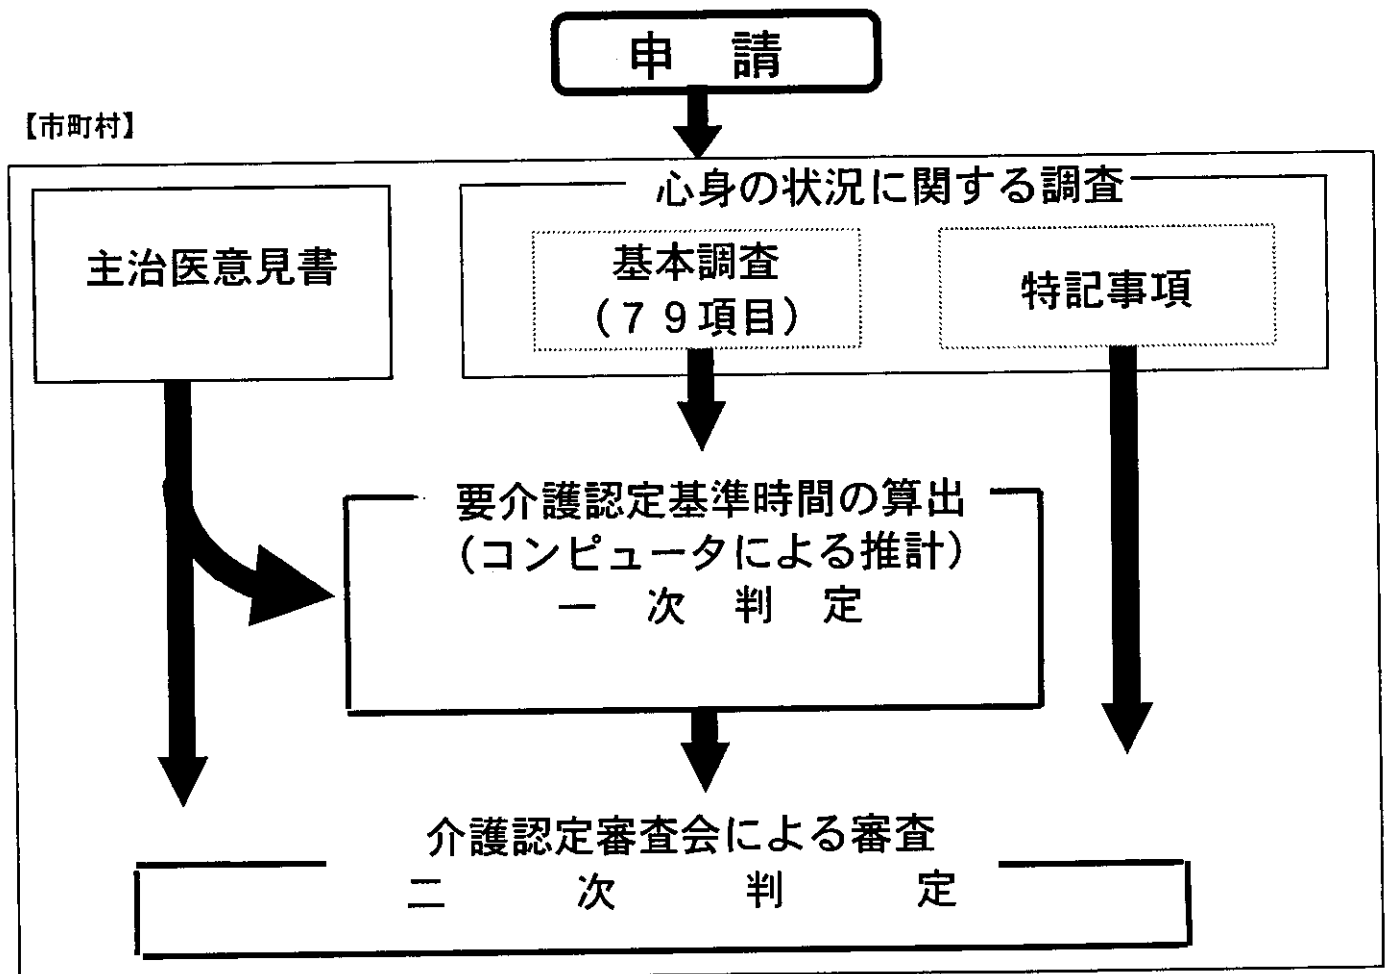 申 請
【市町村】
心身の状況に関する調査
主治医意見書
基本調査
(79項目)
特記事項
要介護認定基準時間の算出
(コンピュータによる推計)
一 次 判 定
介護認定審査会による審査
二 次 判 定